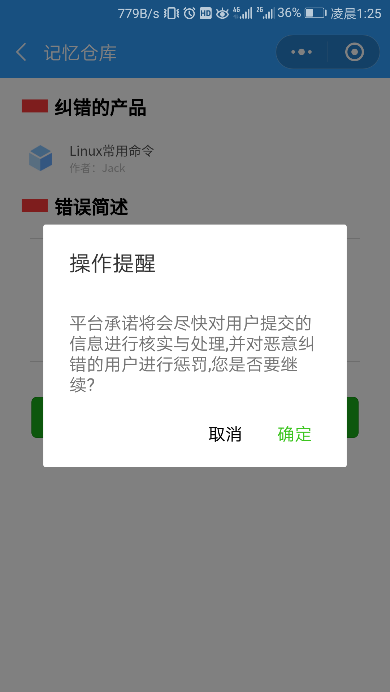 779B/s HD 4G 2G 36% 凌晨1:25
记忆仓库
纠错的产品
Linux常用命令
作者：Jack
错误简述
操作提醒
平台承诺将会尽快对用户提交的
信息进行核实与处理,并对恶意纠
错的用户进行惩罚,您是否要继
续?
取消 确定